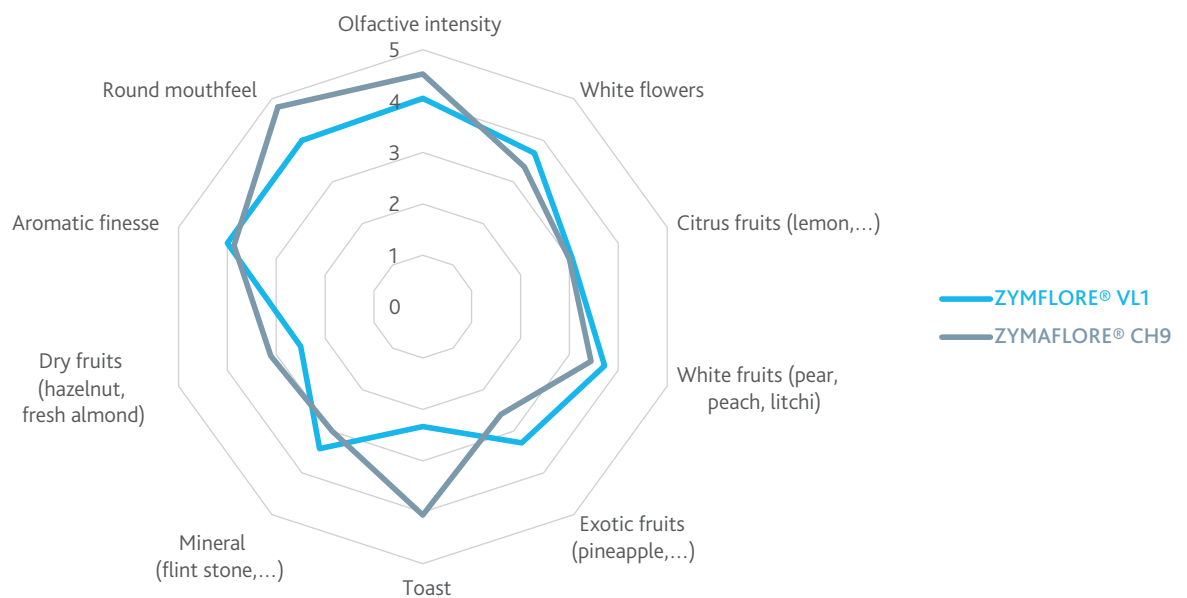 Olfactive intensity
5
Round mouthfeel
White flowers
4
3
Aromatic finesse
Citrus fruits (lemon,...)
2
1
0
ZYMFLORE® VL1
ZYMAFLORE® CH9
Dry fruits
(hazelnut,
fresh almond)
White fruits (pear,
peach, litchi)
Exotic fruits
(pineapple,...)
Mineral
(flint stone,...)
Toast